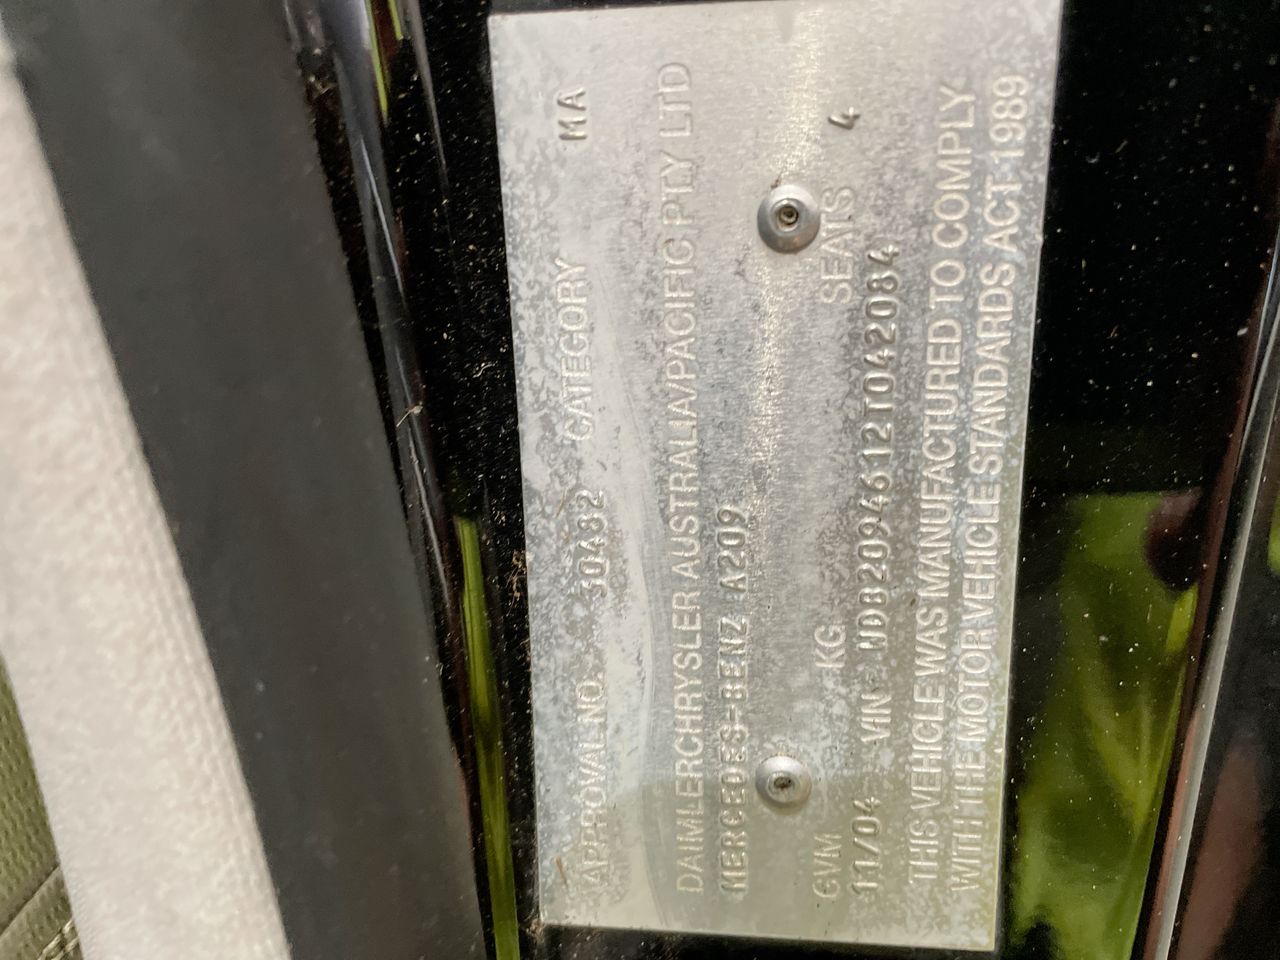 APPROVAL NO. 30482 CATEGORY MA
DAIMLERCHRYSLER AUSTRALIA/PACIFIC PTY LTD
MERCEDES-BENZ A209
GVM KG SEATS 4
11/04 VIN WDB2094612T042084
THIS VEHICLE WAS MANUFACTURED TO COMPLY
WITH THE MOTOR VEHICLE STANDARDS ACT 1989